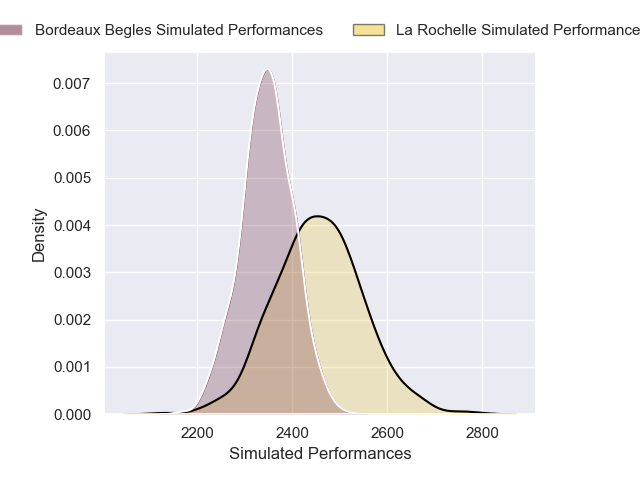 Bordeaux Begles Simulated Performances
La Rochelle Simulated Performance
0.007
0.006
0.005
0.004
0.003
0.002
0.001
0.000
Density
2200 2400 2600 2800
Simulated Performances